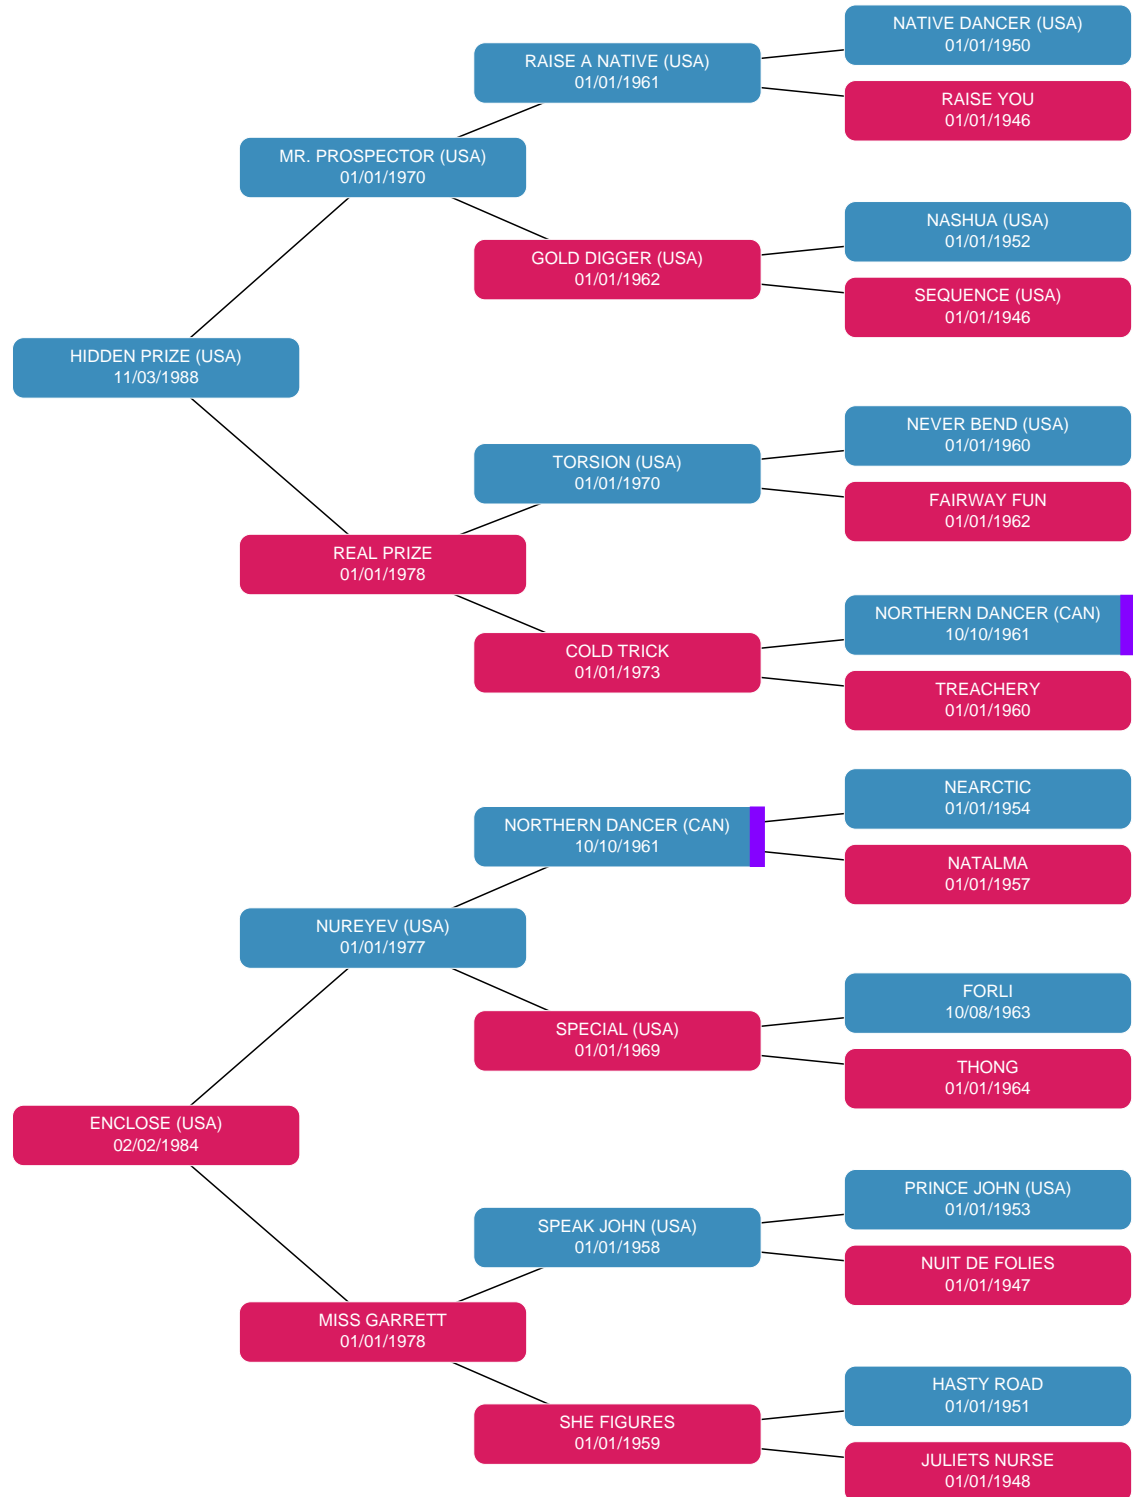 NATIVE DANCER (USA)
01/01/1950
RAISE A NATIVE (USA)
01/01/1961
RAISE YOU
01/01/1946
MR. PROSPECTOR (USA)
01/01/1970
NASHUA (USA)
01/01/1952
GOLD DIGGER (USA)
01/01/1962
SEQUENCE (USA)
01/01/1946
HIDDEN PRIZE (USA)
11/03/1988
NEVER BEND (USA)
01/01/1960
TORSION (USA)
01/01/1970
FAIRWAY FUN
01/01/1962
REAL PRIZE
01/01/1978
NORTHERN DANCER (CAN)
10/10/1961
COLD TRICK
01/01/1973
TREACHERY
01/01/1960
NEARCTIC
01/01/1954
NORTHERN DANCER (CAN)
10/10/1961
NATALMA
01/01/1957
NUREYEV (USA)
01/01/1977
FORLI
10/08/1963
SPECIAL (USA)
01/01/1969
THONG
01/01/1964
ENCLOSE (USA)
02/02/1984
PRINCE JOHN (USA)
01/01/1953
SPEAK JOHN (USA)
01/01/1958
NUIT DE FOLIES
01/01/1947
MISS GARRETT
01/01/1978
HASTY ROAD
01/01/1951
SHE FIGURES
01/01/1959
JULIETS NURSE
01/01/1948